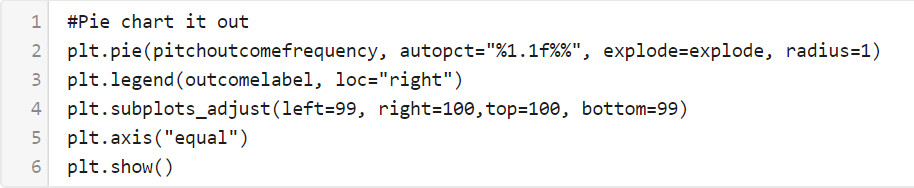 1 #Pie chart it out
2 plt.pie(pitchoutcomefrequency, autopct="%1.1f%%", explode=explode, radius=1)
3 plt.legend(outcomelabel, loc="right")
4 plt.subplots_adjust(left=99, right=100,top=100, bottom=99)
5 plt.axis("equal")
6 plt.show()